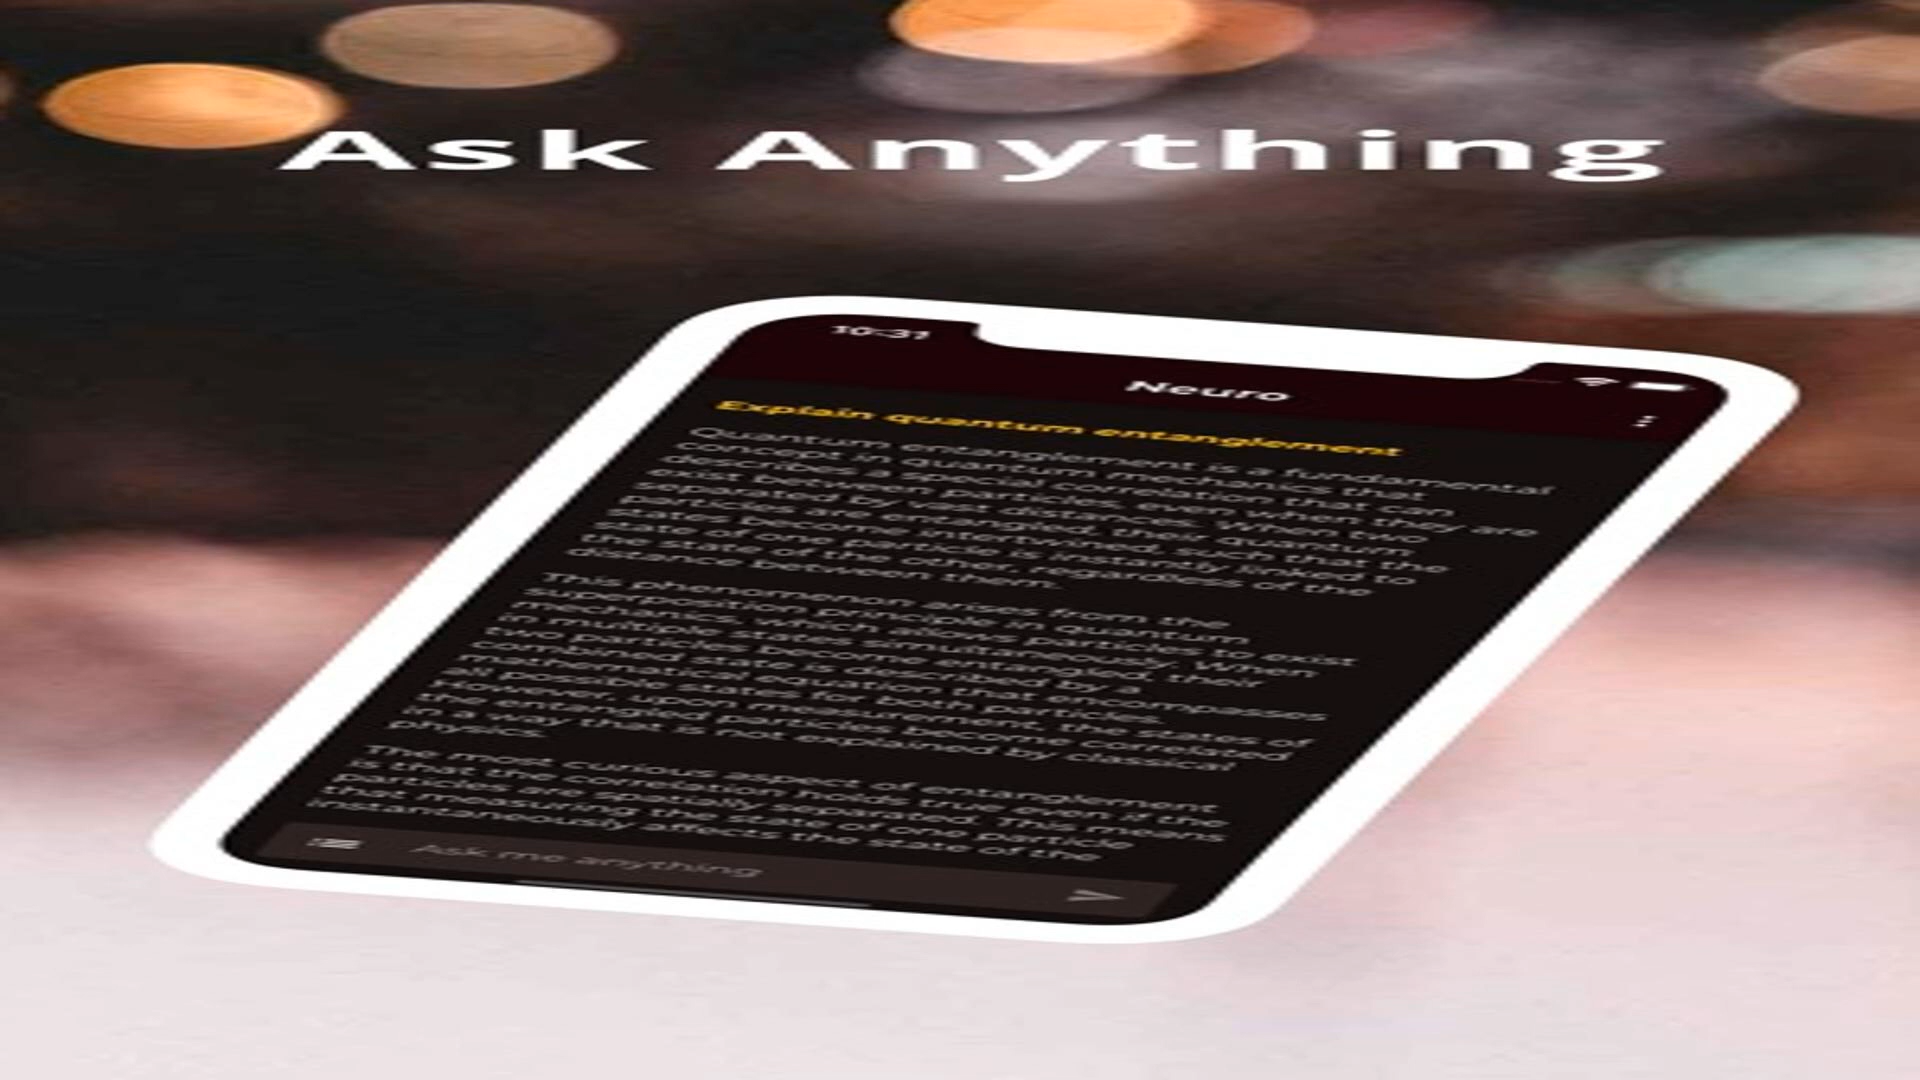 Ask Anything
10:31
Neuro
Explain quantum entanglement
Quantum entanglement is a fundamental
concept in quantum mechanics that
describes a special correlation that can
exist between particles, even when they are
separated by vast distances. When two
particles are entangled, their quantum
states become intertwined, such that the
state of one particle is instantly linked to
the state of the other, regardless of the
distance between them.
This phenomenon arises from the
superposition principle in quantum
mechanics, which allows particles to exist
in multiple states simultaneously. When
two particles become entangled, their
combined state is described by a
mathematical equation that encompasses
all possible states for both particles.
However, upon measurement, the states of
the entangled particles become correlated
in a way that is not explained by classical
physics.
The most curious aspect of entanglement
is that the correlation holds true even if the
particles are spatially separated. This means
that measuring the state of one particle
instantaneously affects the state of the
Ask me anything